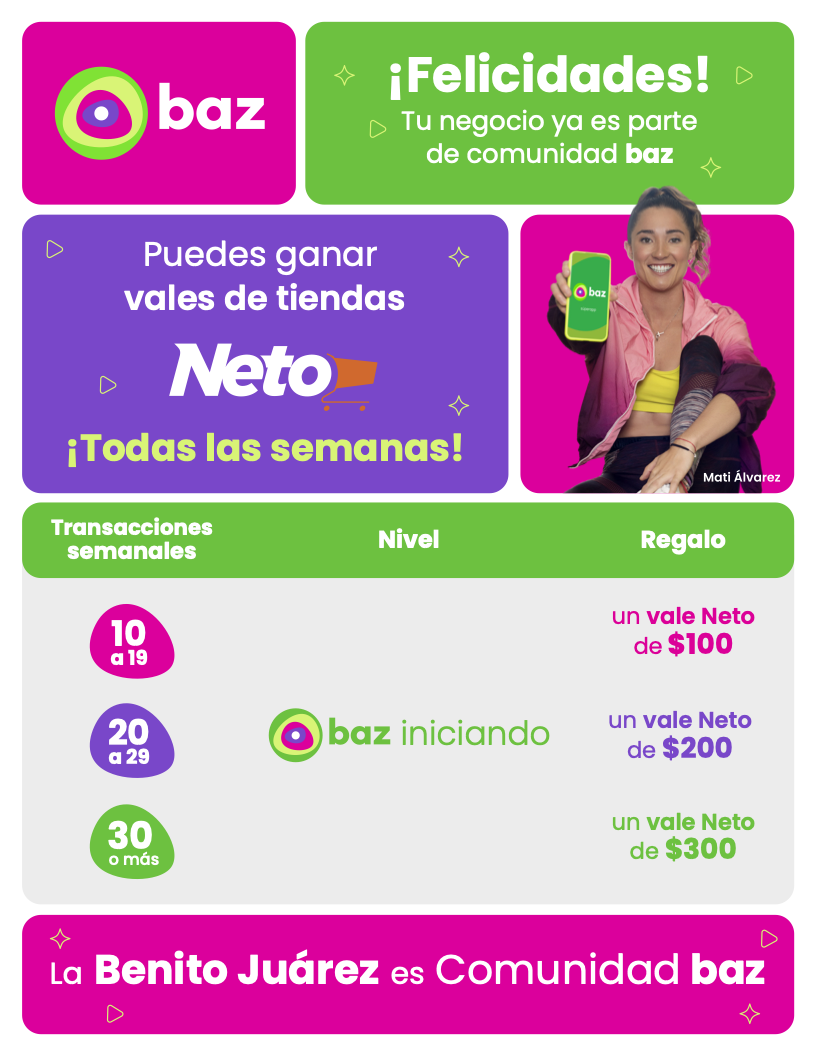 baz
¡Felicidades!
Tu negocio ya es parte
de comunidad baz
Puedes ganar
vales de tiendas
Neto
¡Todas las semanas!
baz
Mati Álvarez
Transacciones
semanales
Nivel
Regalo
10
a 19
un vale Neto
de $100
20
a 29
baz iniciando
un vale Neto
de $200
30
o más
un vale Neto
de $300
La Benito Juárez es Comunidad baz